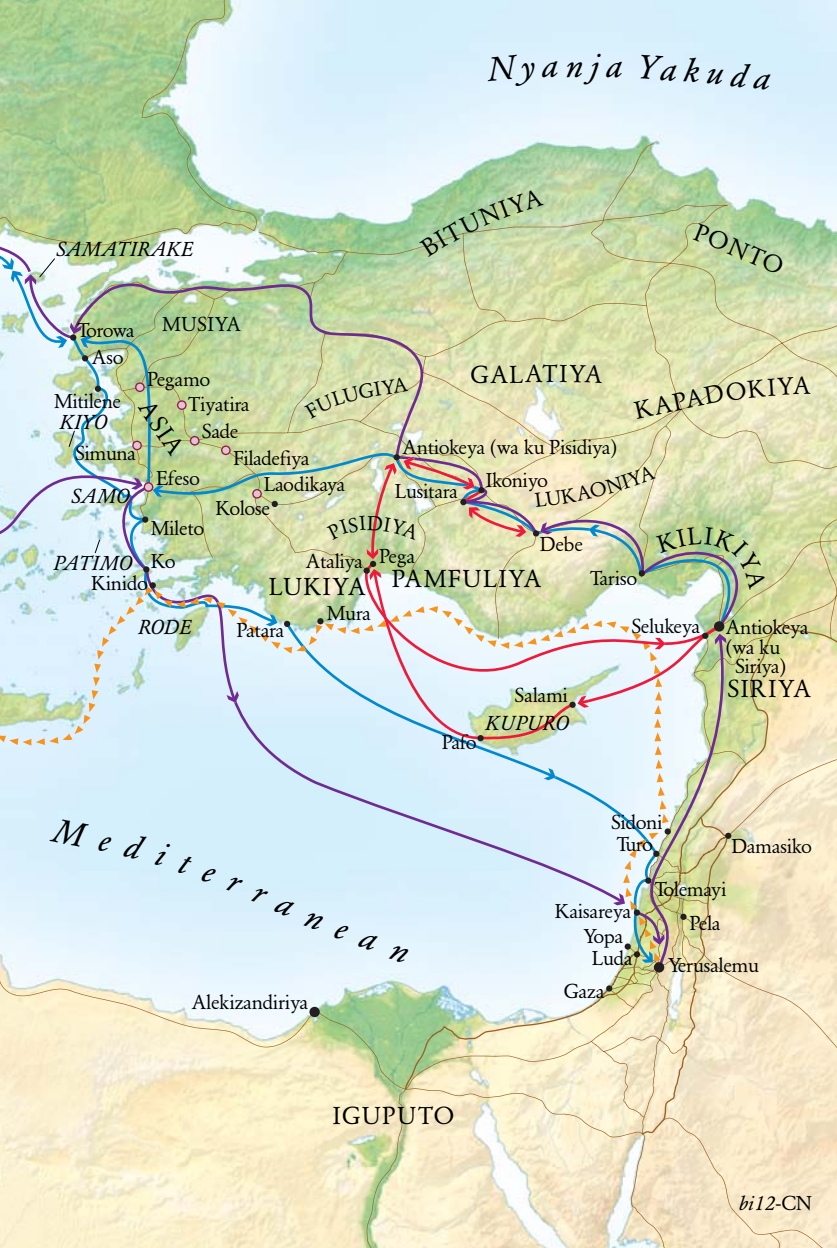 Nyanja Yakuda
BITUNIYA
PONTO
SAMATIRAKE
MUSIYA
Torowa
Aso
GALATIYA
Pegamo
KAPADOKIYA
FULUGIYA
Mitilene
Tiyatira
KIYO
ASIA
Sade
Simuna
Filadefiya
Antiokeya (wa ku Pisidiya)
Efeso
Laodikaya
Ikoniyo
Lusitara
LUKAONIYA
SAMO
Kolose
Mileto
PISIDIYA
Debe
KILIKIYA
PATIMO
Ko
Ataliya
Pega
Kinido
LUKIYA
PAMFULIYA
Tariso
RODE
Patara
Mura
Selukeya
Antiokeya
(wa ku
Siriya)
SIRIYA
Salami
KUPURO
Pafo
Mediterranean
Sidoni
Turo
Damasiko
Tolemayi
Kaisareya
Pela
Yopa
Luda
Yerusalemu
Gaza
Alekizandiriya
IGUPUTO
bi12-CN